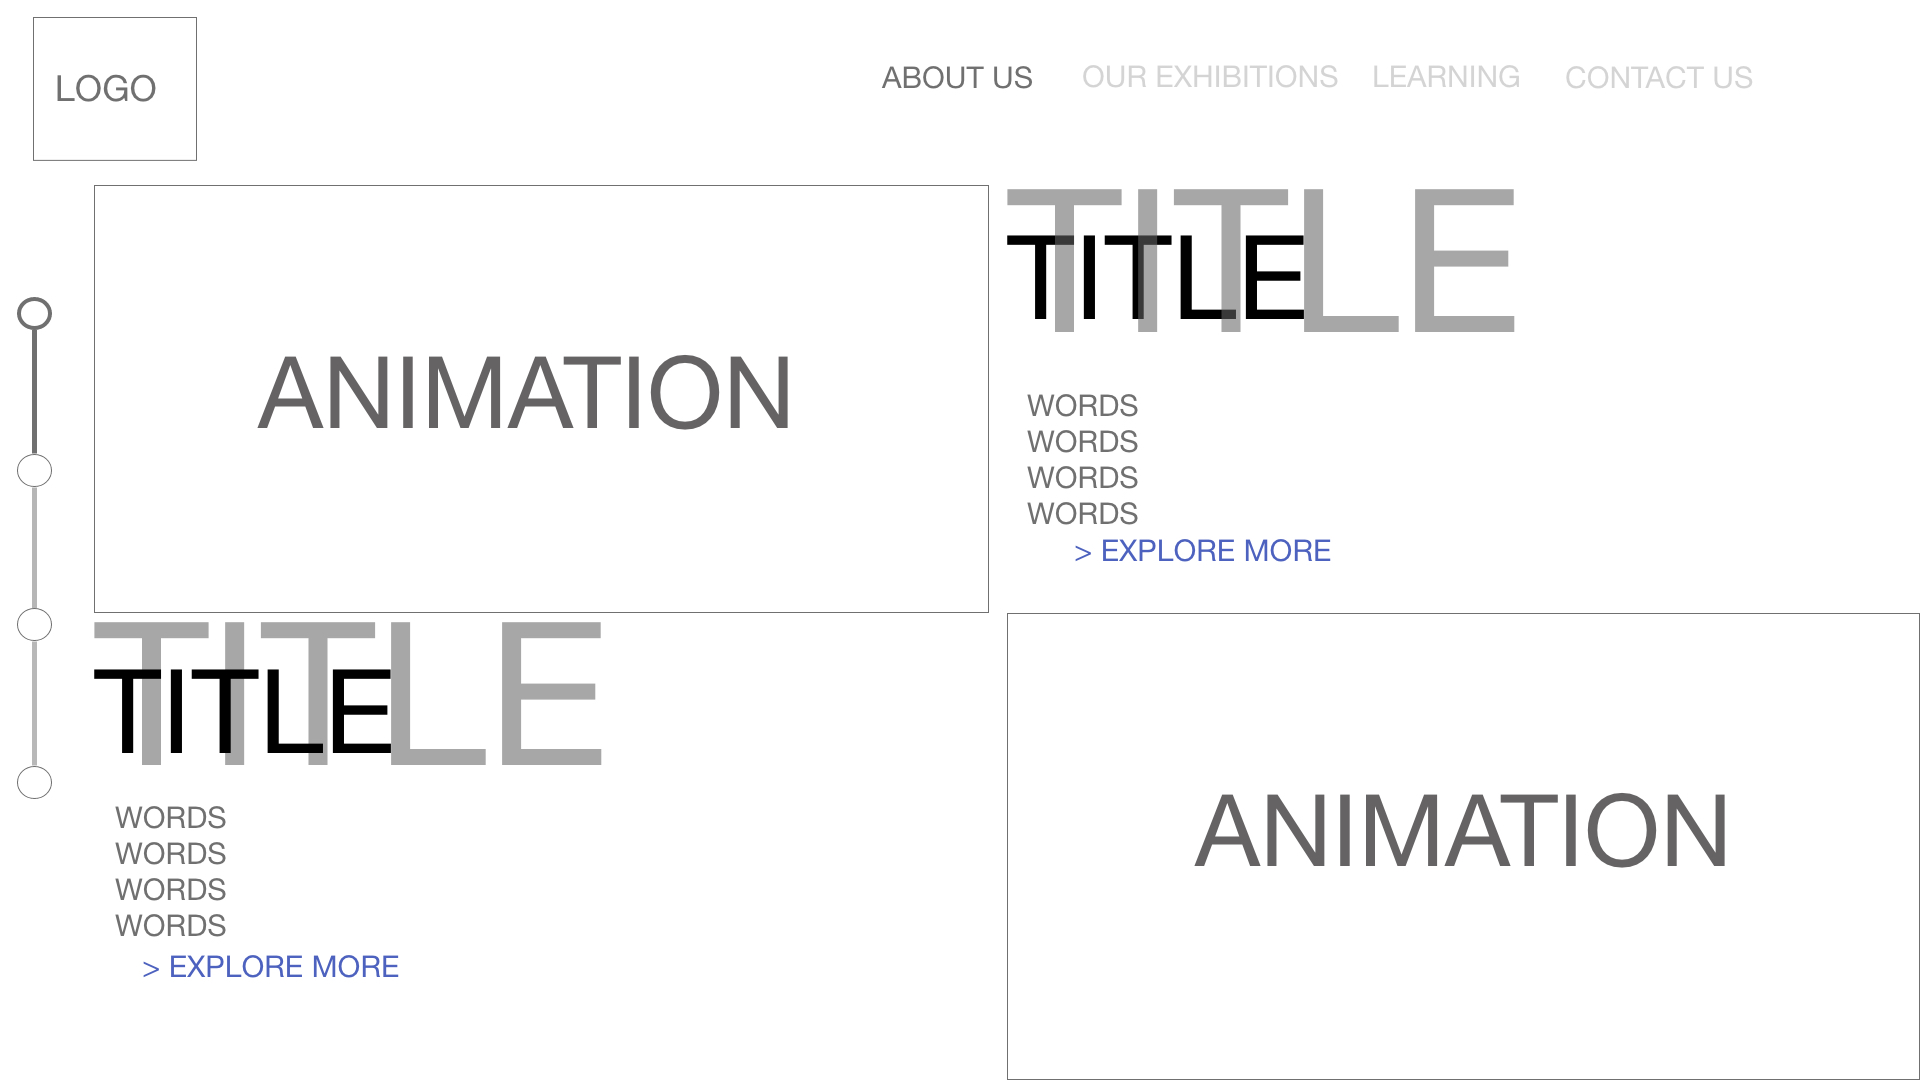 LOGO
ABOUT US
OUR EXHIBITIONS
LEARNING
CONTACT US
ANIMATION
TITLE
TITLE
WORDS
WORDS
WORDS
WORDS
> EXPLORE MORE
TITLE
TITLE
WORDS
WORDS
WORDS
WORDS
> EXPLORE MORE
ANIMATION